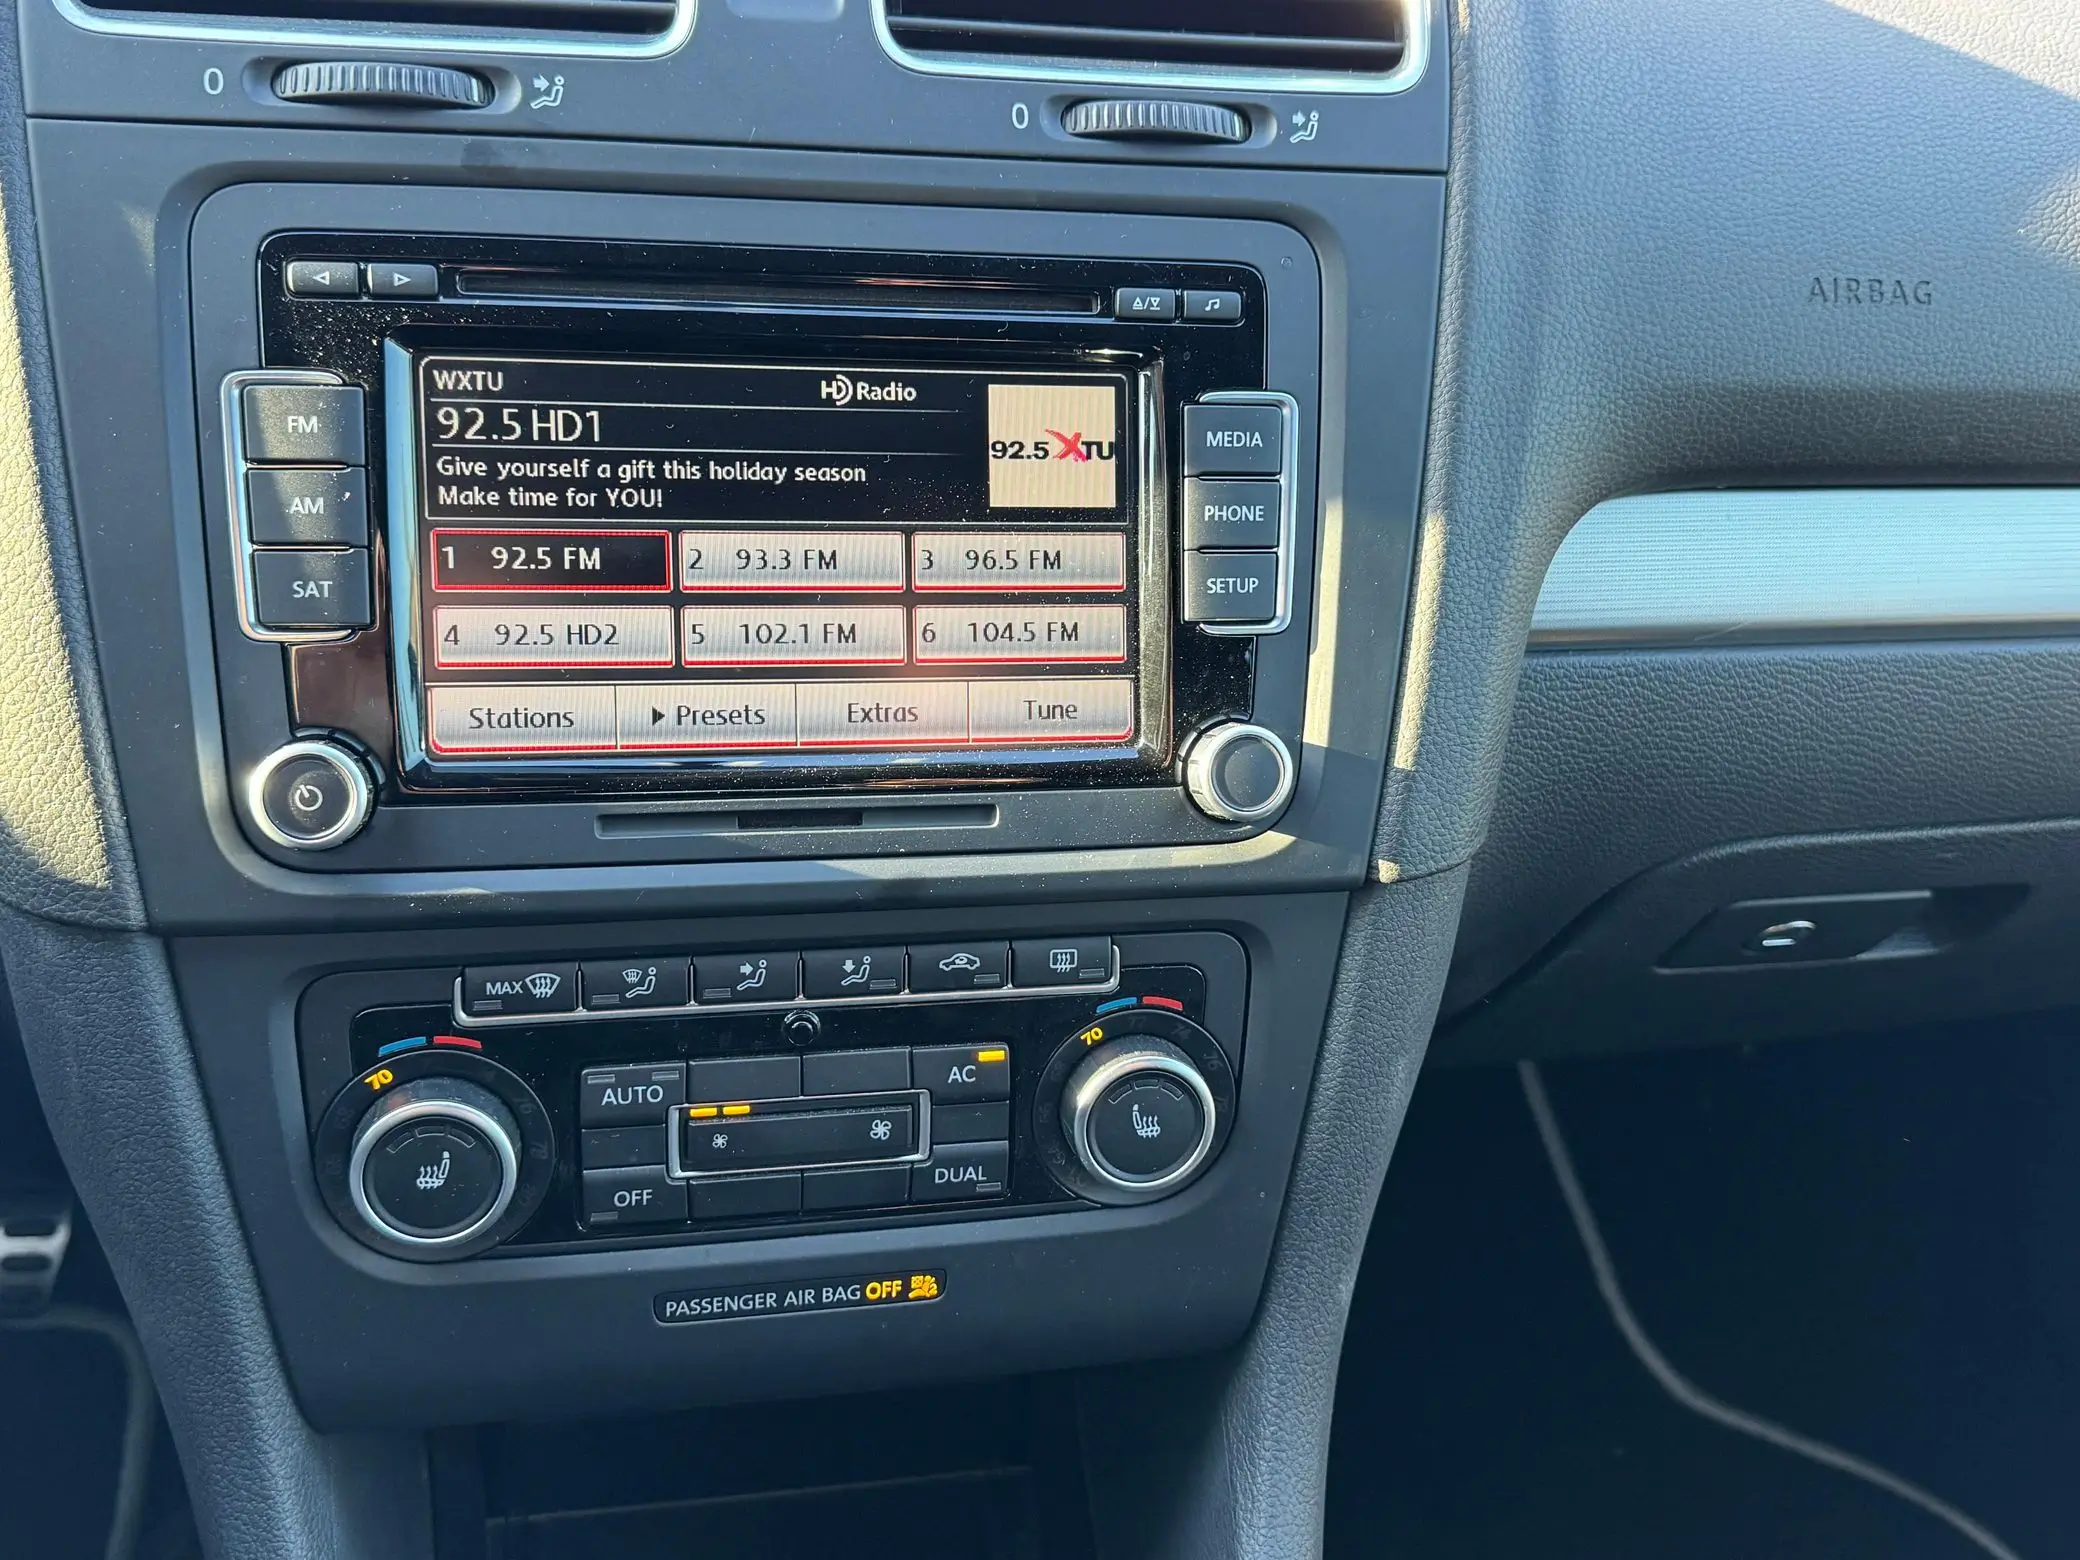 0
0
AIRBAG
WXTU
HD Radio
92.5 HD1
Give yourself a gift this holiday season
Make time for YOU!
92.5 XTU
FM
AM
SAT
MEDIA
PHONE
SETUP
1 92.5 FM
2 93.3 FM
3 96.5 FM
4 92.5 HD2
5 102.1 FM
6 104.5 FM
Stations
Presets
Extras
Tune
MAX
70
70
AUTO
AC
OFF
DUAL
PASSENGER AIR BAG OFF